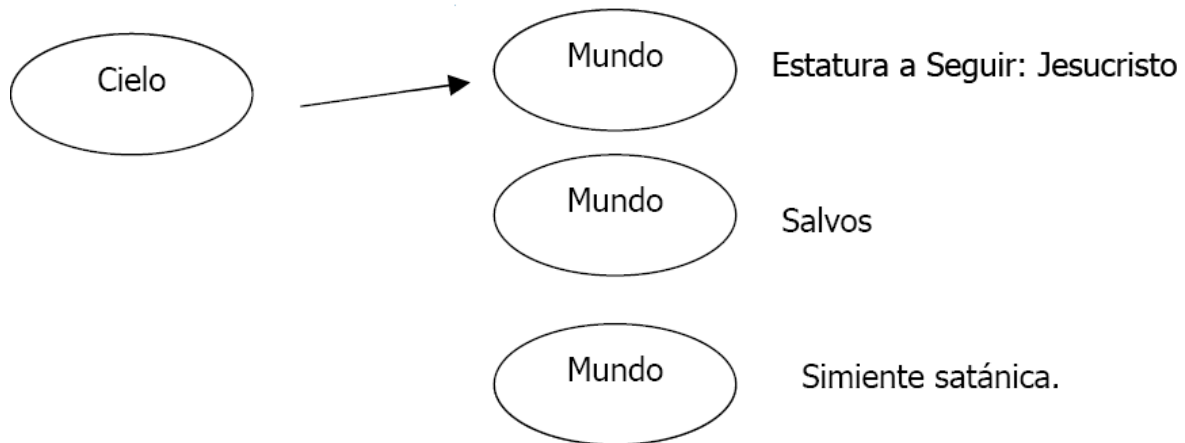 Cielo
Mundo
Estatura a Seguir: Jesucristo
Mundo
Salvos
Mundo
Simiente satánica.